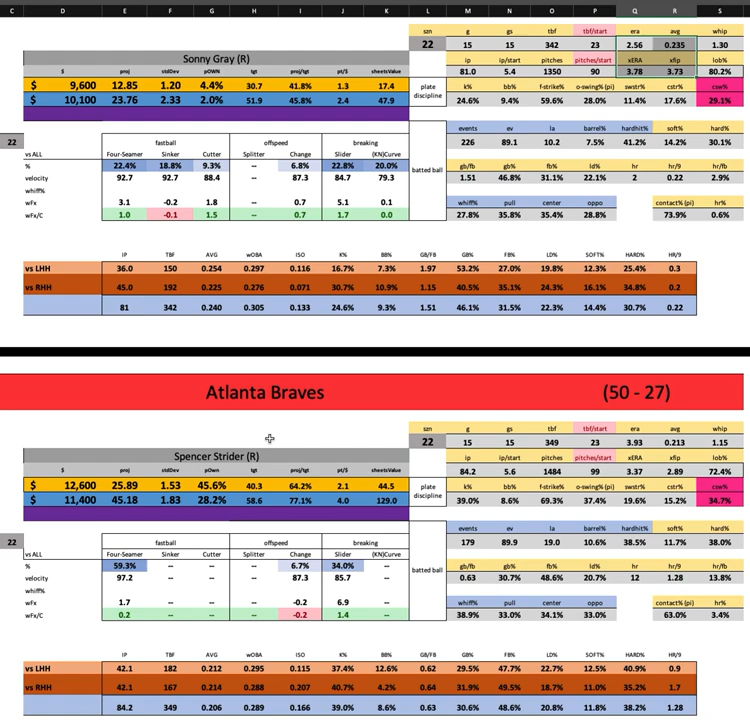 C D E F G H I J K L M N O P Q R S
szn g gs tbf tbf/start era avg whip
22 15 15 342 23 2.56 0.235 1.30
Sonny Gray (R) ip ip/start pitches pitches/start xERA xfip lob%
81.0 5.4 1350 90 3.78 3.73 80.2%
$ proj stdDev pOWN tgt proj/tgt pt/$ sheetsValue
$ 9,600 12.85 1.20 4.4% 30.7 41.8% 1.3 17.4 plate discipline k% bb% f-strike% o-swing% (pi) swstr% cstr% csw%
$ 10,100 23.76 2.33 2.0% 51.9 45.8% 2.4 47.9 24.6% 9.4% 59.6% 28.0% 11.4% 17.6% 29.1%
events ev la barrel% hardhit% soft% hard%
22 fastball offspeed breaking 226 89.1 10.2 7.5% 41.2% 14.2% 30.1%
vs ALL Four-Seamer Sinker Cutter Splitter Change Slider (KN)Curve
% 22.4% 18.8% 9.3% -- 6.8% 22.8% 20.0% batted ball gb/fb gb% fb% ld% hr hr/9 hr/fb
velocity 92.7 92.7 88.4 -- 87.3 84.7 79.3 1.51 46.8% 31.1% 22.1% 2 0.22 2.9%
whiff%
wFx 3.1 -0.2 1.8 -- 0.7 5.1 0.1 whiff% pull center oppo contact% (pi) hr%
wFx/C 1.0 -0.1 1.5 -- 0.7 1.7 0.0 27.8% 35.8% 35.4% 28.8% 73.9% 0.6%
IP TBF AVG wOBA ISO K% BB% GB/FB GB% FB% LD% SOFT% HARD% HR/9
vs LHH 36.0 150 0.254 0.297 0.116 16.7% 7.3% 1.97 53.2% 27.0% 19.8% 12.3% 25.4% 0.3
vs RHH 45.0 192 0.225 0.276 0.071 30.7% 10.9% 1.15 40.5% 35.1% 24.3% 16.1% 34.8% 0.2
81 342 0.240 0.305 0.133 24.6% 9.3% 1.51 46.1% 31.5% 22.3% 14.4% 30.7% 0.22
Atlanta Braves (50 - 27)
szn g gs tbf tbf/start era avg whip
22 15 15 349 23 3.93 0.213 1.15
Spencer Strider (R) ip ip/start pitches pitches/start xERA xfip lob%
84.2 5.6 1484 99 3.37 2.89 72.4%
$ proj stdDev pOwn tgt proj/tgt pt/$ sheetsValue
$ 12,600 25.89 1.53 45.6% 40.3 64.2% 2.1 44.5 plate discipline k% bb% f-strike% o-swing% (pi) swstr% cstr% csw%
$ 11,400 45.18 1.83 28.2% 58.6 77.1% 4.0 129.0 39.0% 8.6% 69.3% 37.4% 19.6% 15.2% 34.7%
events ev la barrel% hardhit% soft% hard%
22 fastball offspeed breaking 179 89.9 19.0 10.6% 38.5% 11.7% 38.0%
vs ALL Four-Seamer Sinker Cutter Splitter Change Slider (KN)Curve
% 59.3% -- -- -- 6.7% 34.0% -- batted ball gb/fb gb% fb% ld% hr hr/9 hr/fb
velocity 97.2 -- -- -- 87.3 85.7 -- 0.63 30.7% 48.6% 20.7% 12 1.28 13.8%
whiff%
wFx 1.7 -- -- -- -0.2 6.9 -- whiff% pull center oppo contact% (pi) hr%
wFx/C 0.2 -- -- -- -0.2 1.4 -- 38.9% 33.0% 34.1% 33.0% 63.0% 3.4%
IP TBF AVG wOBA ISO K% BB% GB/FB GB% FB% LD% SOFT% HARD% HR/9
vs LHH 42.1 182 0.212 0.295 0.115 37.4% 12.6% 0.62 29.5% 47.7% 22.7% 12.5% 40.9% 0.9
vs RHH 42.1 167 0.214 0.288 0.207 40.7% 4.2% 0.64 31.9% 49.5% 18.7% 11.0% 35.2% 1.7
84.2 349 0.206 0.289 0.166 39.0% 8.6% 0.63 30.6% 48.6% 20.8% 11.8% 38.2% 1.28